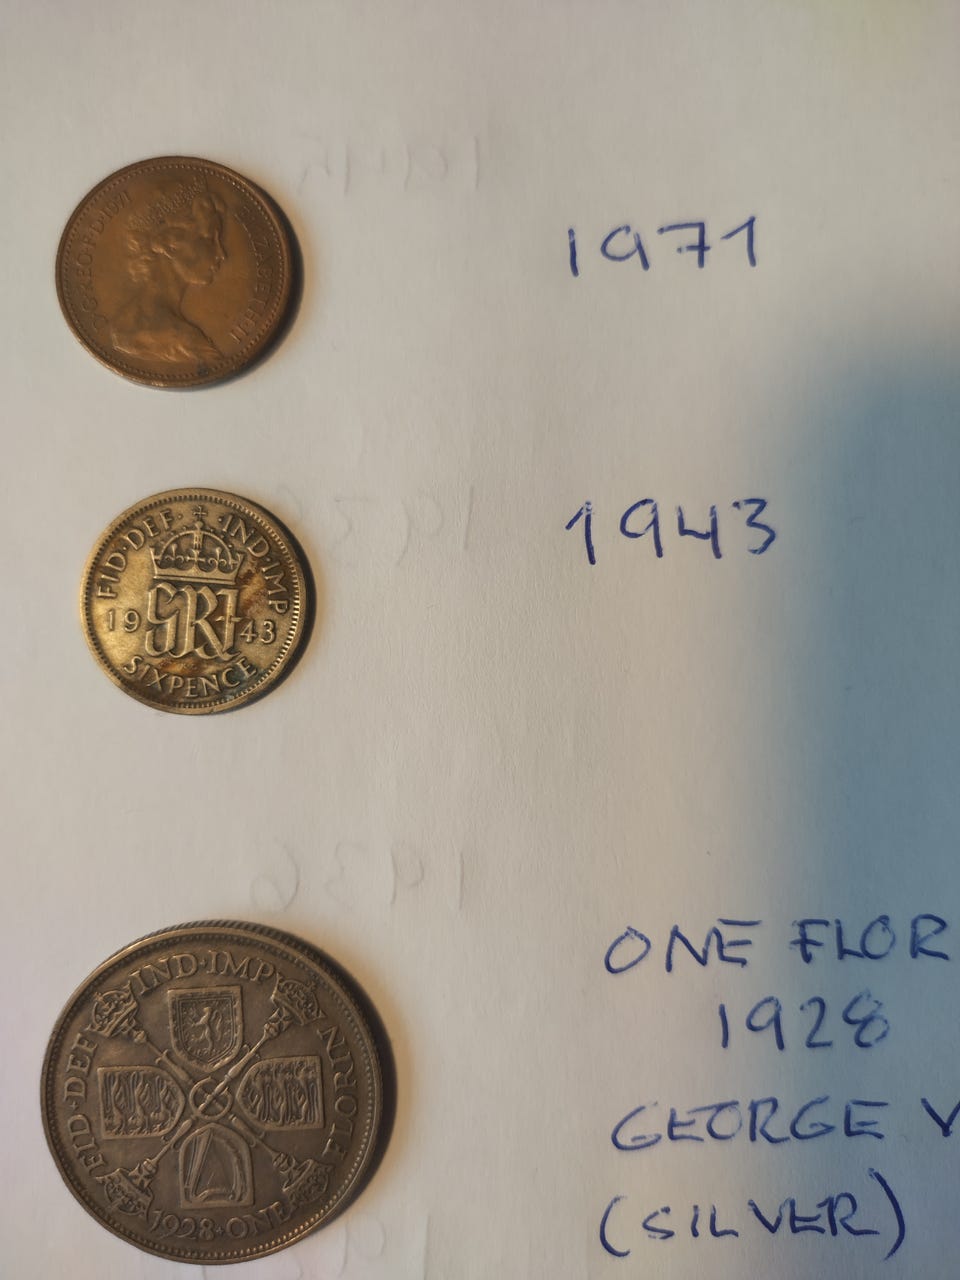 D·G·REG·F·D·1971 ELIZABETH·II
1971
FID·DEF· IND·IMP
19 GRI 43
SIXPENCE
1943
FID·DEF IND·IMP
1928·ONE FLORIN
ONE FLOR
1928
GEORGE V
(SILVER)